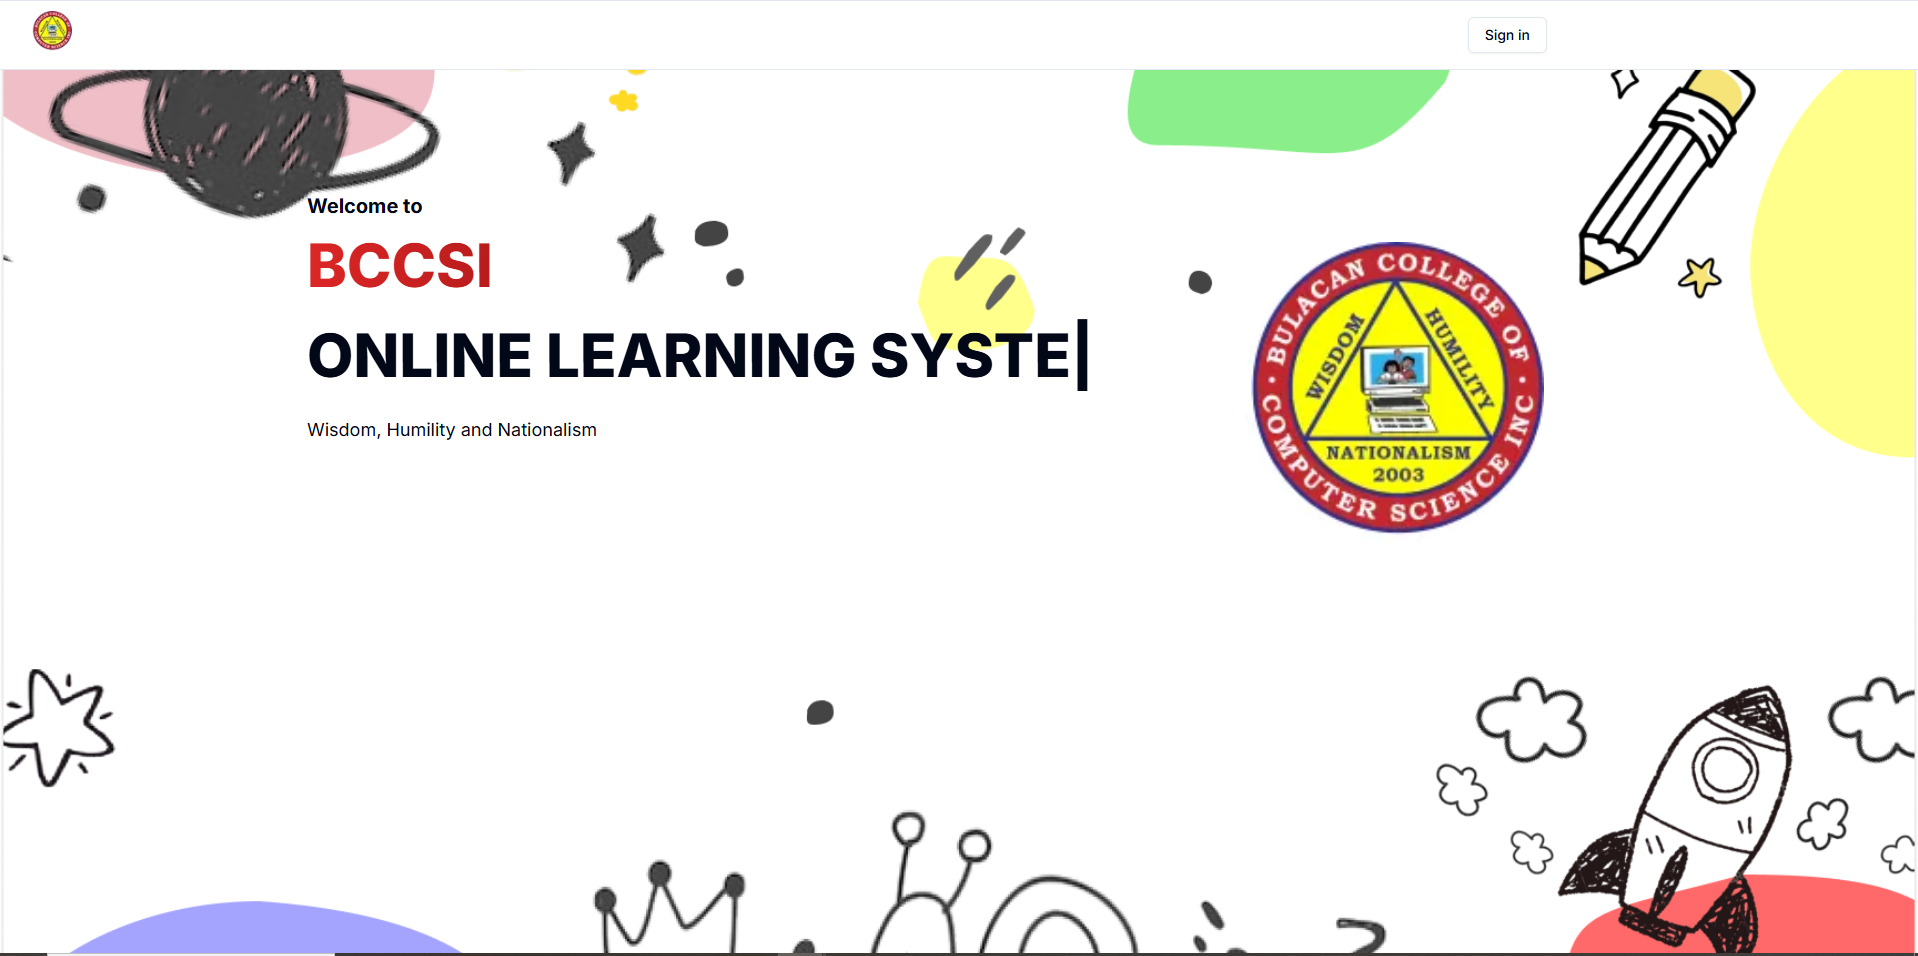 Sign in
Welcome to
BCCSI
ONLINE LEARNING SYSTE
Wisdom, Humility and Nationalism
BULACAN COLLEGE OF
COMPUTER SCIENCE INC
WISDOM
HUMILITY
NATIONALISM
2003